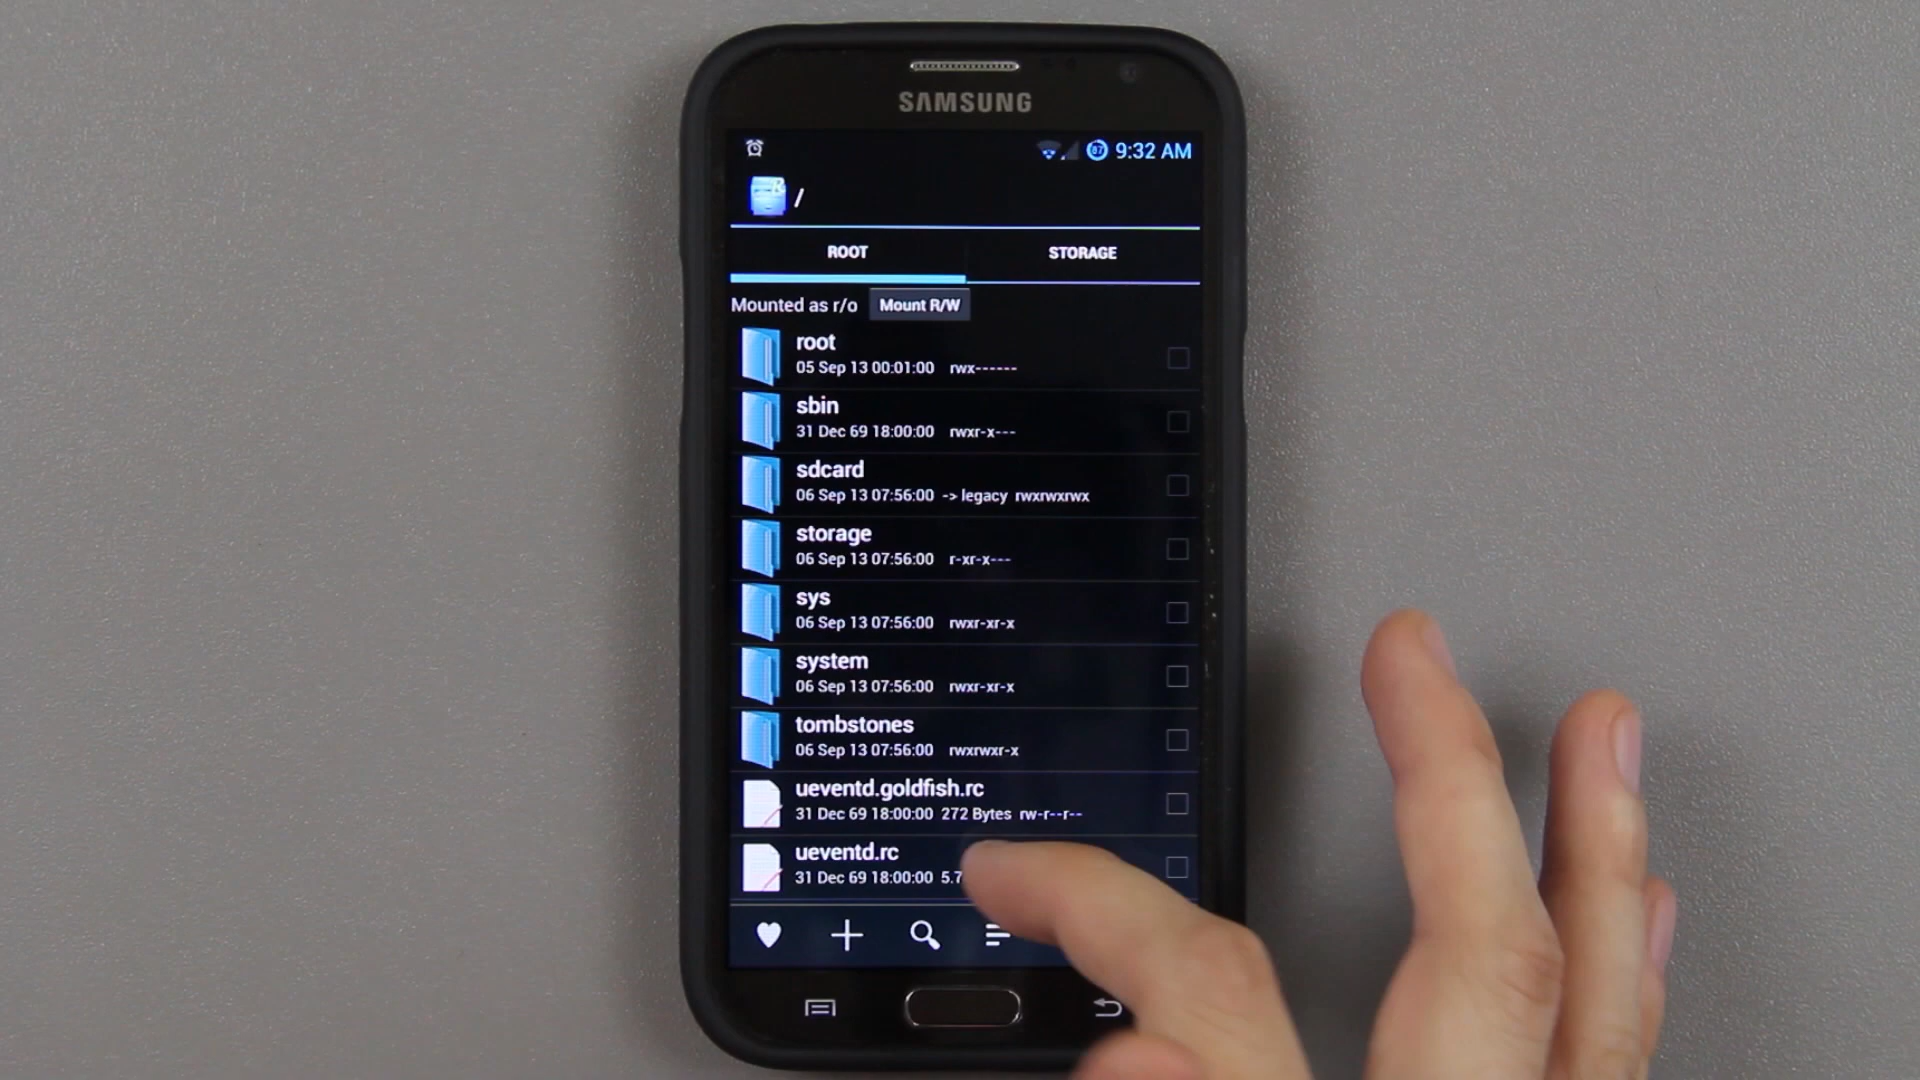 SAMSUNG
87 9:32 AM
/
ROOT STORAGE
Mounted as r/o Mount R/W
root
05 Sep 13 00:01:00 rwx------
sbin
31 Dec 69 18:00:00 rwxr-x---
sdcard
06 Sep 13 07:56:00 -> legacy rwxrwxrwx
storage
06 Sep 13 07:56:00 r-xr-x---
sys
06 Sep 13 07:56:00 rwxr-xr-x
system
06 Sep 13 07:56:00 rwxr-xr-x
tombstones
06 Sep 13 07:56:00 rwxrwxr-x
ueventd.goldfish.rc
31 Dec 69 18:00:00 272 Bytes rw-r--r--
ueventd.rc
31 Dec 69 18:00:00 5.7